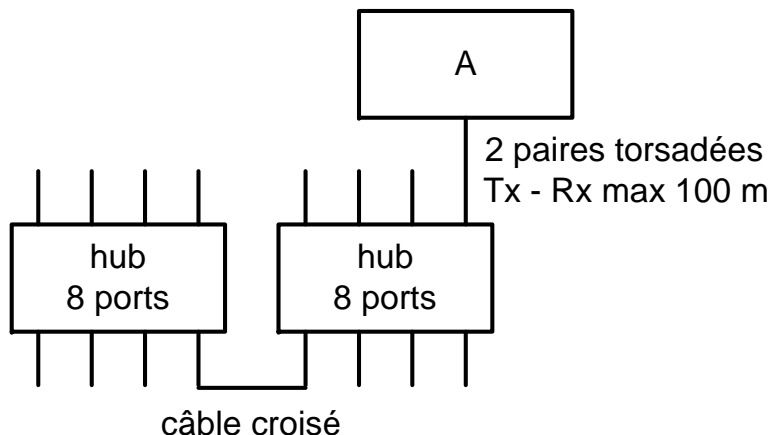 A
2 paires torsadées
Tx - Rx max 100 m
hub
8 ports
hub
8 ports
câble croisé